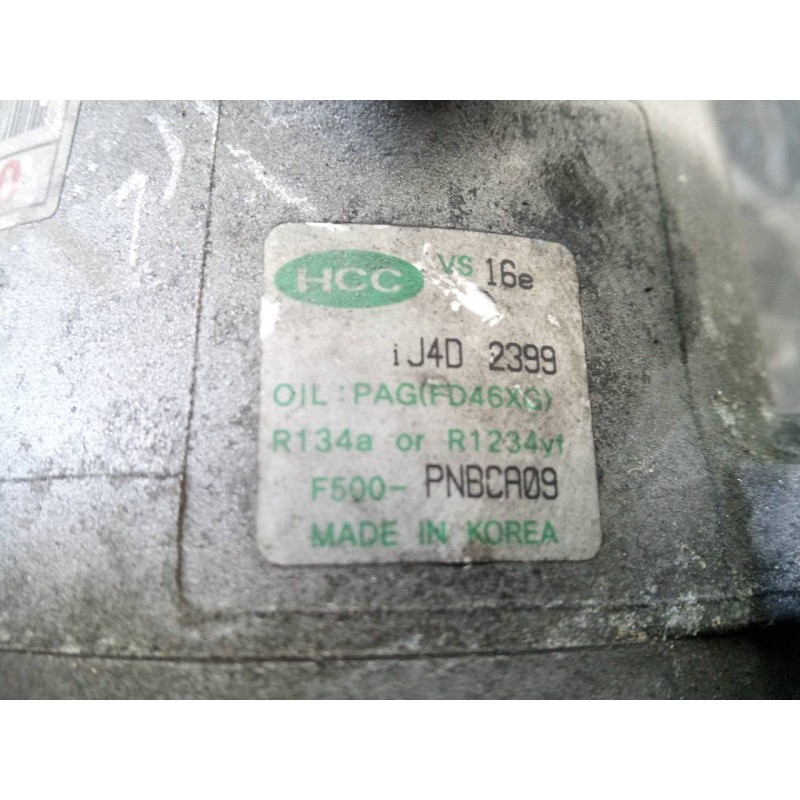 HCC VS 16e
iJ4D 2399
OIL : PAG(FD46XG)
R134a or R1234yf
F500- PNBCA09
MADE IN KOREA